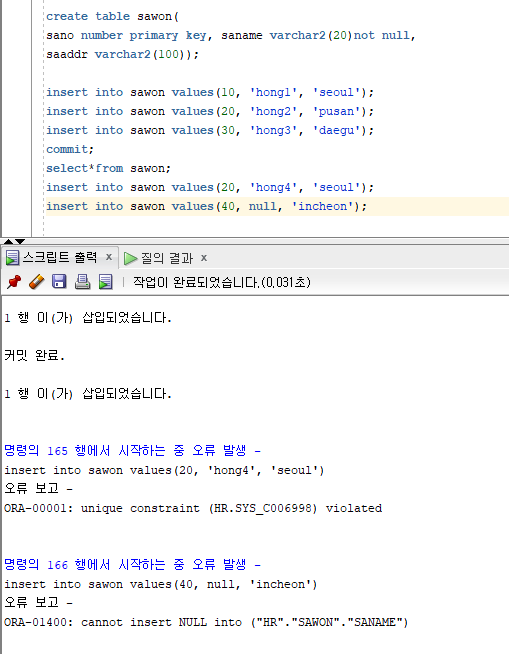 create table sawon(
sano number primary key, saname varchar2(20)not null,
saaddr varchar2(100));
insert into sawon values(10, 'hong1', 'seoul');
insert into sawon values(20, 'hong2', 'pusan');
insert into sawon values(30, 'hong3', 'daegu');
commit;
select*from sawon;
insert into sawon values(20, 'hong4', 'seoul');
insert into sawon values(40, null, 'incheon');
스크립트 출력 x 질의 결과 x
작업이 완료되었습니다.(0,031초)
1 행 이(가) 삽입되었습니다.
커밋 완료.
1 행 이(가) 삽입되었습니다.
명령의 165 행에서 시작하는 중 오류 발생 -
insert into sawon values(20, 'hong4', 'seoul')
오류 보고 -
ORA-00001: unique constraint (HR.SYS_C006998) violated
명령의 166 행에서 시작하는 중 오류 발생 -
insert into sawon values(40, null, 'incheon')
오류 보고 -
ORA-01400: cannot insert NULL into ("HR"."SAWON"."SANAME")